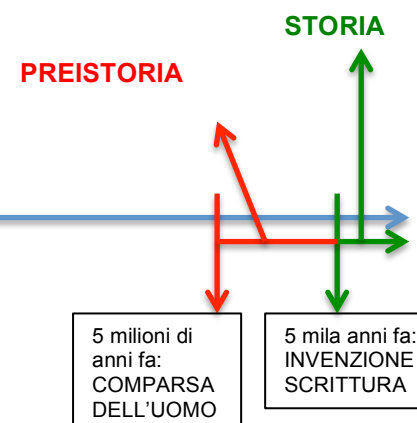 STORIA
PREISTORIA
5 milioni di
anni fa:
COMPARSA
DELL'UOMO
5 mila anni fa:
INVENZIONE
SCRITTURA